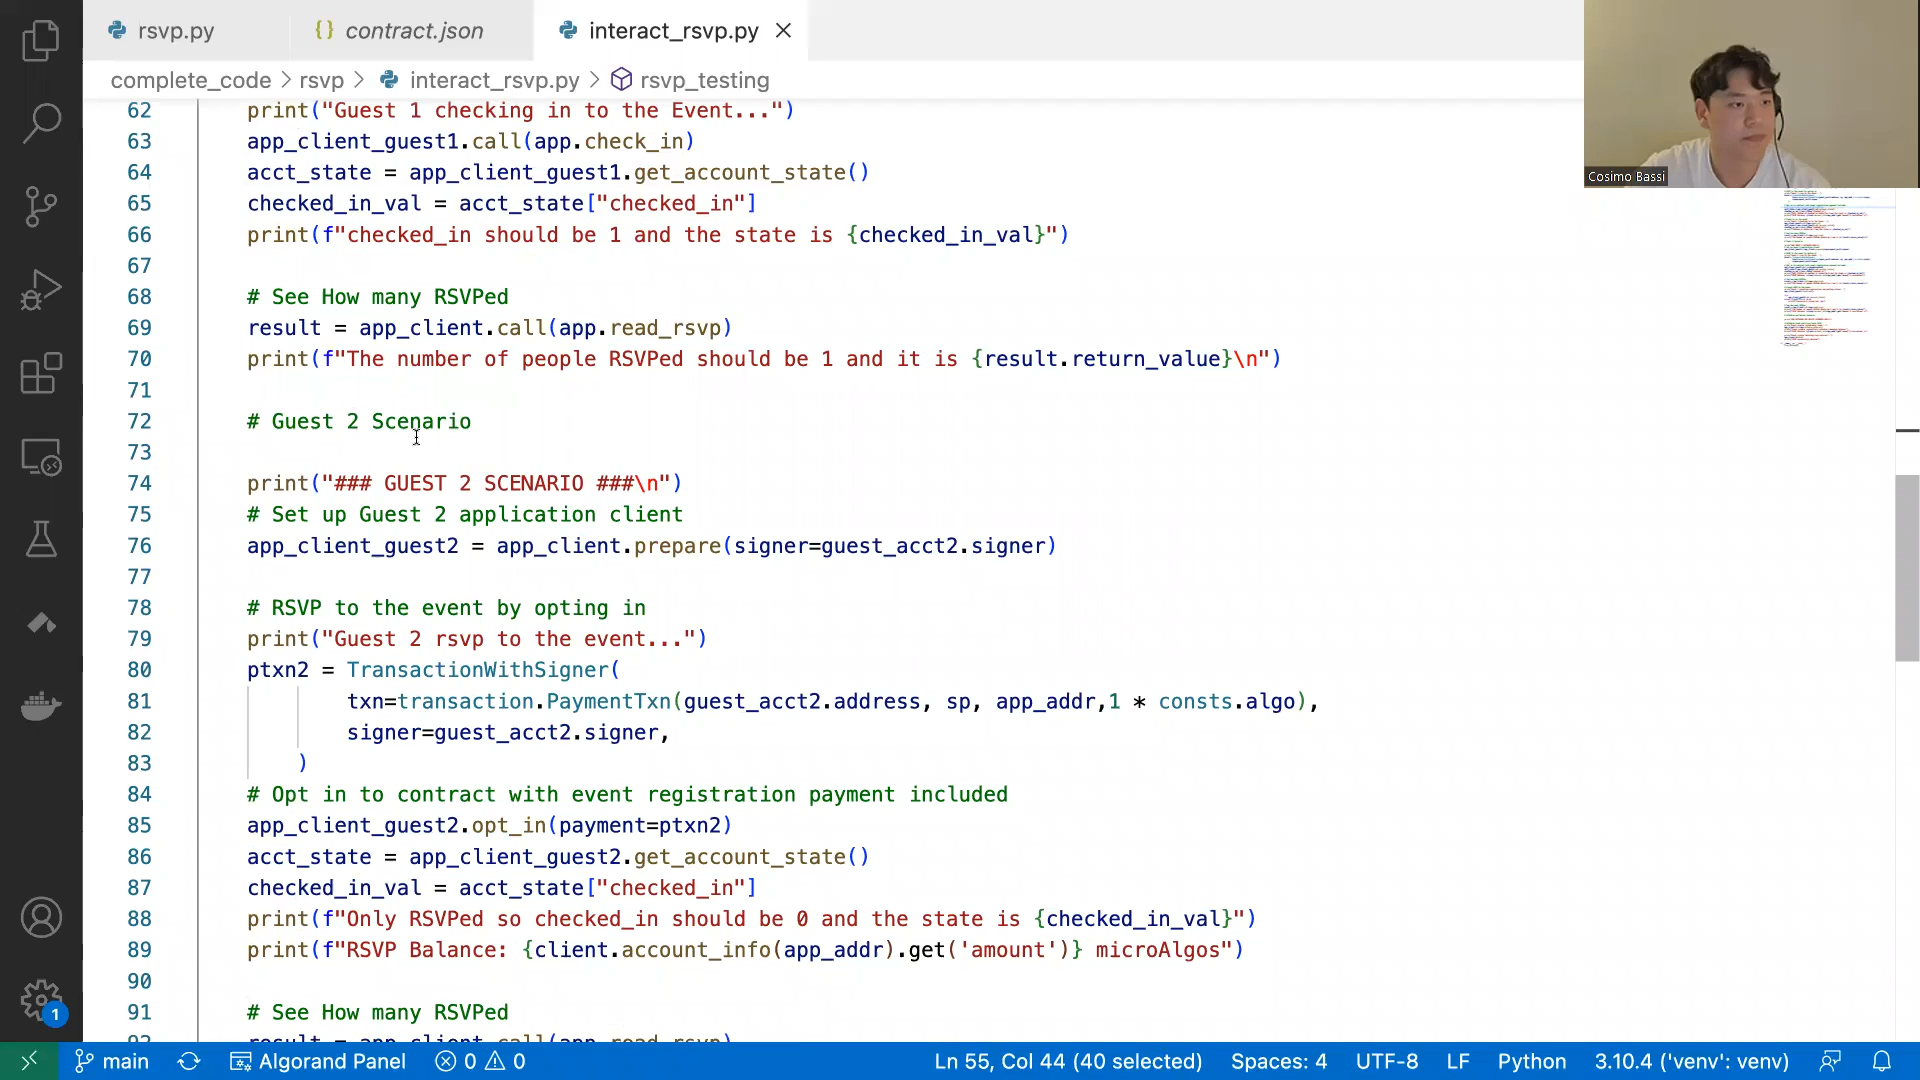 rsvp.py
contract.json
interact_rsvp.py
complete_code > rsvp > interact_rsvp.py > rsvp_testing
62 print("Guest 1 checking in to the Event...")
63 app_client_guest1.call(app.check_in)
64 acct_state = app_client_guest1.get_account_state()
65 checked_in_val = acct_state["checked_in"]
66 print(f"checked_in should be 1 and the state is {checked_in_val}")
67
68 # See How many RSVPed
69 result = app_client.call(app.read_rsvp)
70 print(f"The number of people RSVPed should be 1 and it is {result.return_value}\n")
71
72 # Guest 2 Scenario
73
74 print("### GUEST 2 SCENARIO ###\n")
75 # Set up Guest 2 application client
76 app_client_guest2 = app_client.prepare(signer=guest_acct2.signer)
77
78 # RSVP to the event by opting in
79 print("Guest 2 rsvp to the event...")
80 ptxn2 = TransactionWithSigner(
81 txn=transaction.PaymentTxn(guest_acct2.address, sp, app_addr,1 * consts.algo),
82 signer=guest_acct2.signer,
83 )
84 # Opt in to contract with event registration payment included
85 app_client_guest2.opt_in(payment=ptxn2)
86 acct_state = app_client_guest2.get_account_state()
87 checked_in_val = acct_state["checked_in"]
88 print(f"Only RSVPed so checked_in should be 0 and the state is {checked_in_val}")
89 print(f"RSVP Balance: {client.account_info(app_addr).get('amount')} microAlgos")
90
91 # See How many RSVPed
92 result = app_client.call(app.read_rsvp)
Cosimo Bassi
1
main Algorand Panel 0 0 Ln 55, Col 44 (40 selected) Spaces: 4 UTF-8 LF Python 3.10.4 ('venv': venv)